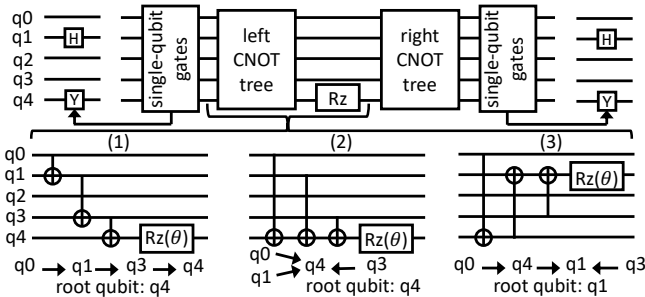 q0
q1 H H
q2
q3
q4 Y Rz Y
single-qubit
gates
left
CNOT
tree
right
CNOT
tree
single-qubit
gates
(1) (2) (3)
q0
q1 Rz(θ)
q2
q3
q4 Rz(θ) Rz(θ)
q0 → q1 → q3 → q4
root qubit: q4
q0
q1 → q4 ← q3
root qubit: q4
q0 → q4 → q1 ← q3
root qubit: q1